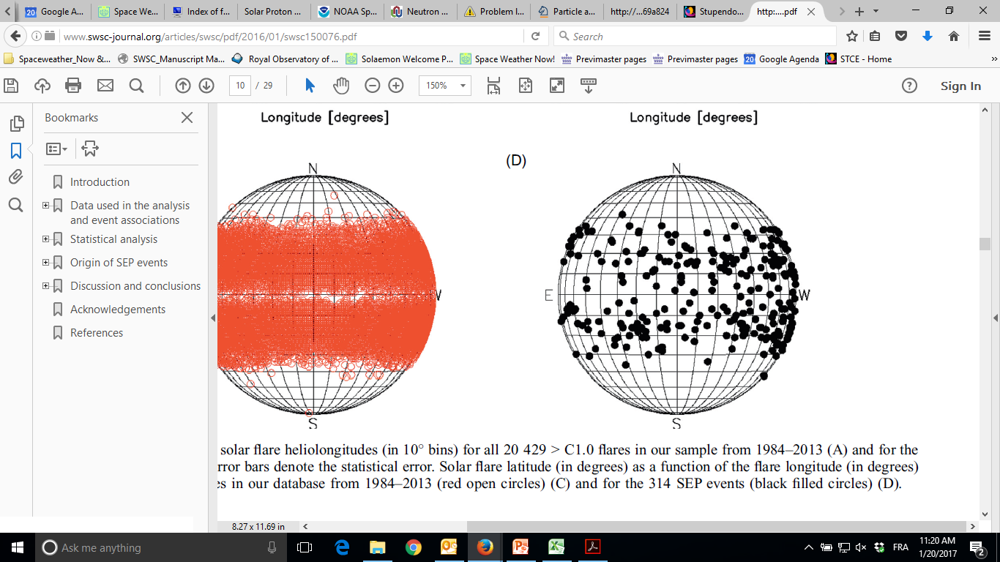 20 Google A...
Space We...
Index of f...
Solar Proton ...
NOAA Sp...
Neutron ...
Problem l...
Particle a...
http://...69a824
Stupendo...
http:....pdf
www.swsc-journal.org/articles/swsc/pdf/2016/01/swsc150076.pdf
Search
Spaceweather_Now &...
SWSC_Manuscript Ma...
Royal Observatory of ...
Solaemon Welcome P...
Space Weather Now!
Previmaster pages
Previmaster pages
20 Google Agenda
STCE - Home
10 / 29
150%
Sign In
Bookmarks
Introduction
Data used in the analysis
and event associations
Statistical analysis
Origin of SEP events
Discussion and conclusions
Acknowledgements
References
Longitude [degrees]
Longitude [degrees]
(D)
N
W
S
N
E
W
S
solar flare heliolongitudes (in 10° bins) for all 20 429 > C1.0 flares in our sample from 1984–2013 (A) and for the
rror bars denote the statistical error. Solar flare latitude (in degrees) as a function of the flare longitude (in degrees)
es in our database from 1984–2013 (red open circles) (C) and for the 314 SEP events (black filled circles) (D).
8.27 x 11.69 in
Ask me anything
FRA
11:20 AM
1/20/2017
2